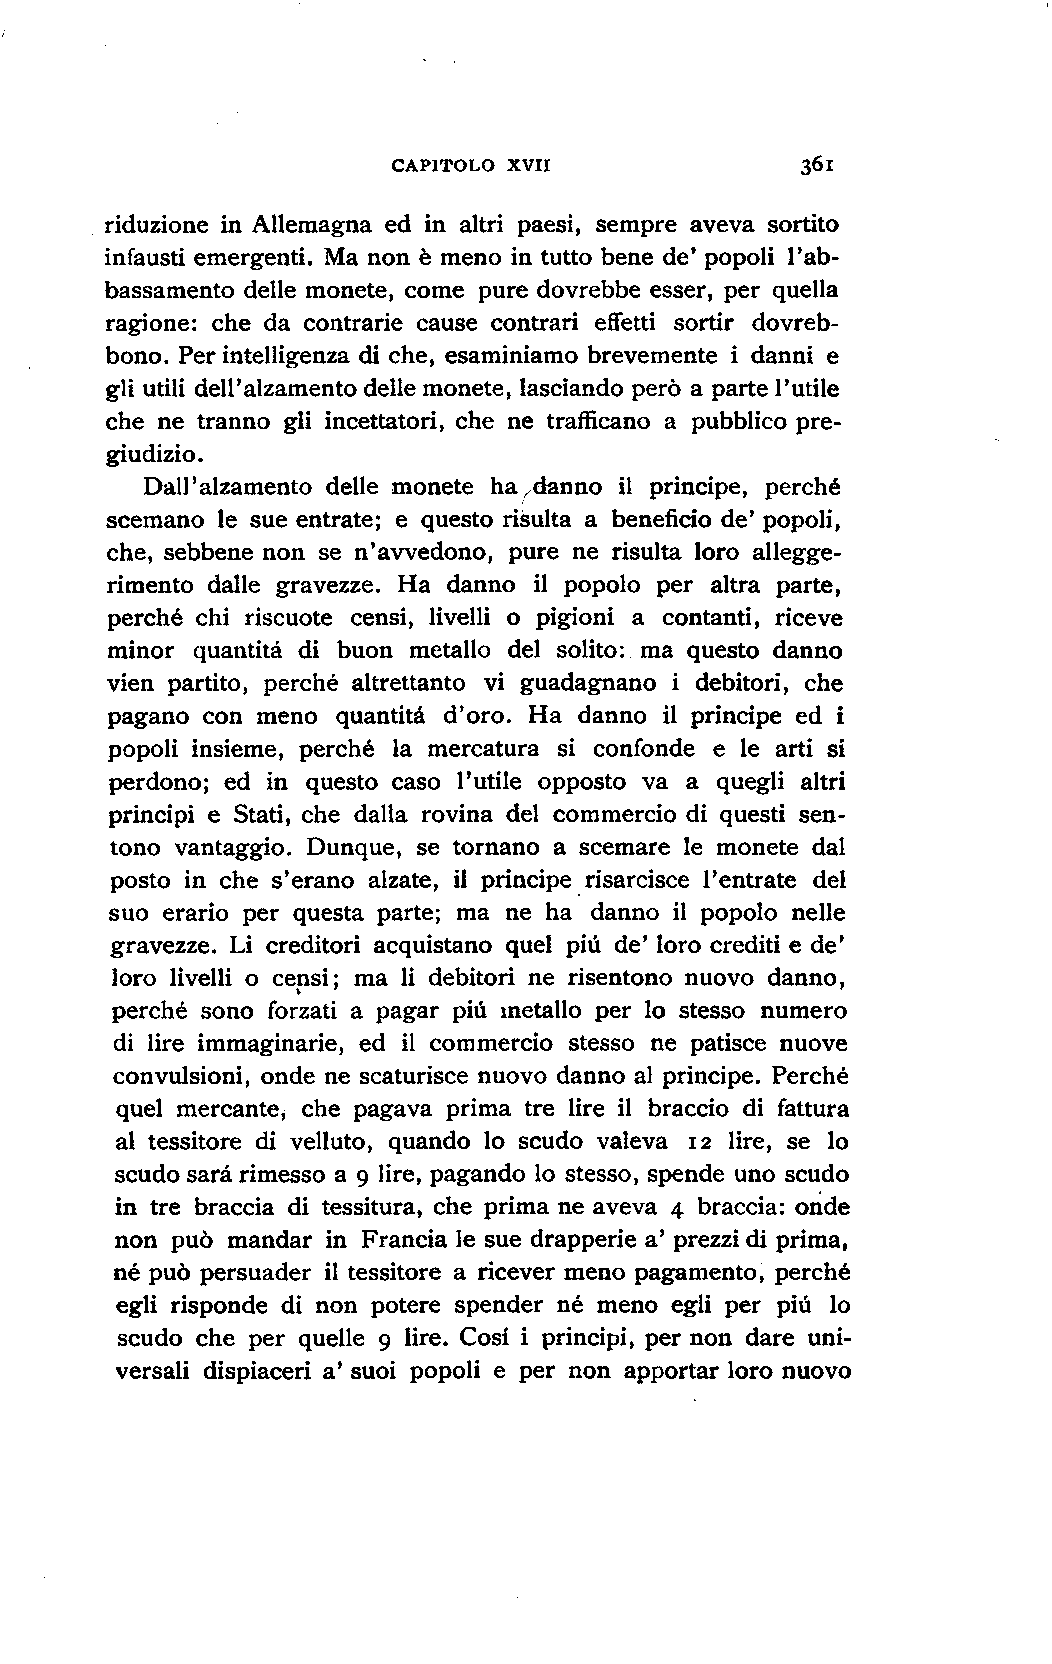 CAPITOLO XVII 361
riduzione in Allemagna ed in altri paesi, sempre aveva sortito
infausti emergenti. Ma non è meno in tutto bene de' popoli l'ab-
bassamento delle monete, come pure dovrebbe esser, per quella
ragione: che da contrarie cause contrari effetti sortir dovreb-
bono. Per intelligenza di che, esaminiamo brevemente i danni e
gli utili dell'alzamento delle monete, lasciando però a parte l'utile
che ne tranno gli incettatori, che ne trafficano a pubblico pre-
giudizio.
Dall'alzamento delle monete ha danno il principe, perché
scemano le sue entrate; e questo risulta a beneficio de' popoli,
che, sebbene non se n'avvedono, pure ne risulta loro allegge-
rimento dalle gravezze. Ha danno il popolo per altra parte,
perché chi riscuote censi, livelli o pigioni a contanti, riceve
minor quantitá di buon metallo del solito: ma questo danno
vien partito, perché altrettanto vi guadagnano i debitori, che
pagano con meno quantitá d'oro. Ha danno il principe ed i
popoli insieme, perché la mercatura si confonde e le arti si
perdono; ed in questo caso l'utile opposto va a quegli altri
principi e Stati, che dalla rovina del commercio di questi sen-
tono vantaggio. Dunque, se tornano a scemare le monete dal
posto in che s'erano alzate, il principe risarcisce l'entrate del
suo erario per questa parte; ma ne ha danno il popolo nelle
gravezze. Li creditori acquistano quel piú de' loro crediti e de'
loro livelli o censi; ma li debitori ne risentono nuovo danno,
perché sono forzati a pagar piú metallo per lo stesso numero
di lire immaginarie, ed il commercio stesso ne patisce nuove
convulsioni, onde ne scaturisce nuovo danno al principe. Perché
quel mercante, che pagava prima tre lire il braccio di fattura
al tessitore di velluto, quando lo scudo valeva 12 lire, se lo
scudo sará rimesso a 9 lire, pagando lo stesso, spende uno scudo
in tre braccia di tessitura, che prima ne aveva 4 braccia: onde
non può mandar in Francia le sue drapperie a' prezzi di prima,
né può persuader il tessitore a ricever meno pagamento, perché
egli risponde di non potere spender né meno egli per piú lo
scudo che per quelle 9 lire. Cosí i principi, per non dare uni-
versali dispiaceri a' suoi popoli e per non apportar loro nuovo